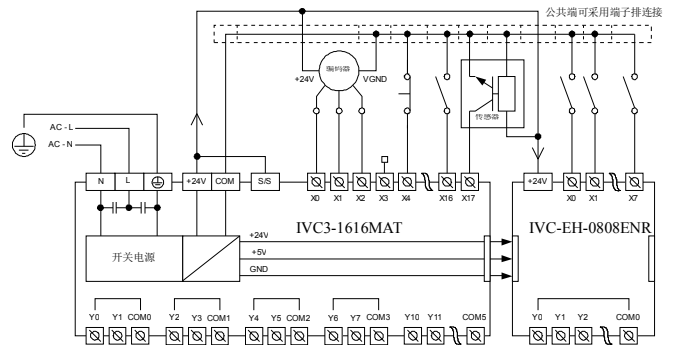 公共端可采用端子排连接
编码器
+24V
VGND
传感器
AC - L
AC - N
N L +24V COM S/S X0 X1 X2 X3 X4 X16 X17
+24V X0 X1 X7
IVC3-1616MAT
IVC-EH-0808ENR
开关电源
+24V
+5V
GND
Y0 Y1 COM0 Y2 Y3 COM1 Y4 Y5 COM2 Y6 Y7 COM3 Y10 Y11 COM5
Y0 Y1 Y2 COM0